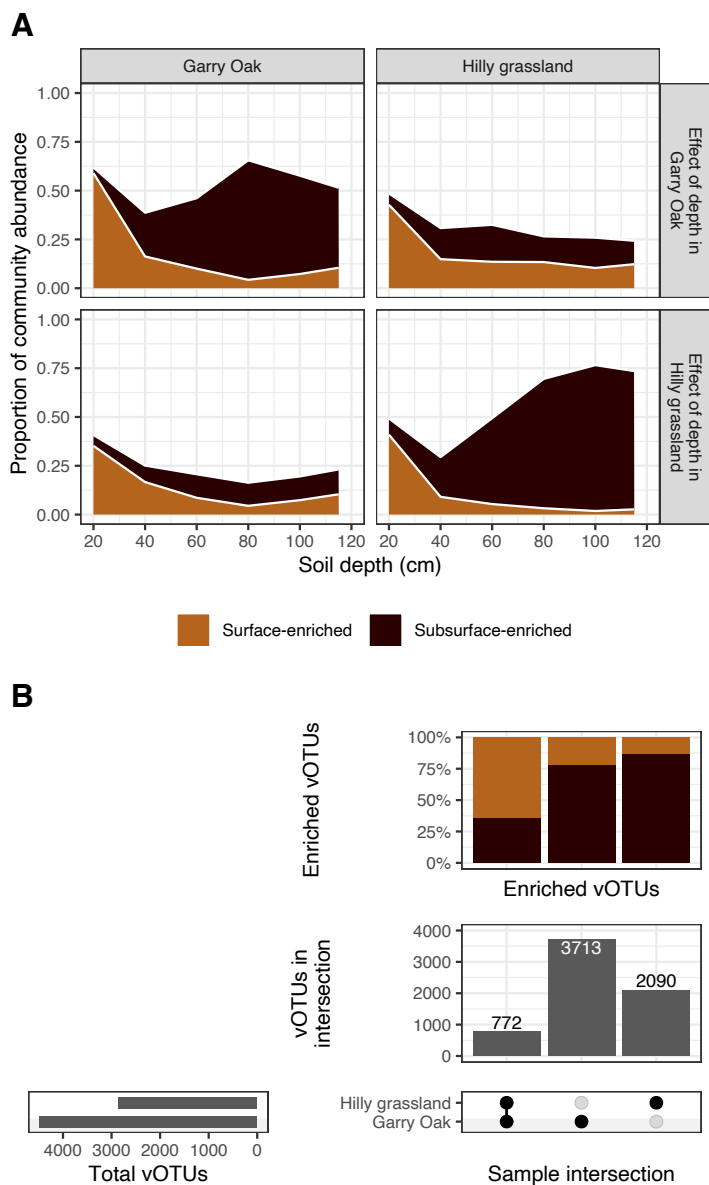 A
Garry Oak
Hilly grassland
Proportion of community abundance
1.00
0.75
0.50
0.25
0.00
Effect of depth in
Garry Oak
1.00
0.75
0.50
0.25
0.00
Effect of depth in
Hilly grassland
20 40 60 80 100 120
20 40 60 80 100 120
Soil depth (cm)
Surface-enriched
Subsurface-enriched
B
Enriched vOTUs
100%
75%
50%
25%
0%
Enriched vOTUs
vOTUs in
intersection
4000
3000
2000
1000
0
772
3713
2090
Hilly grassland
Garry Oak
4000 3000 2000 1000 0
Total vOTUs
Sample intersection